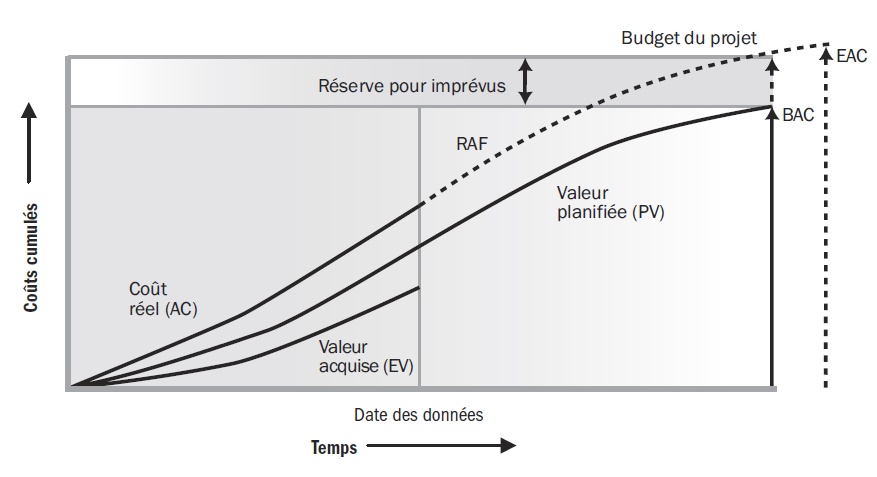 Budget du projet
EAC
Réserve pour imprévus
BAC
RAF
Valeur
planifiée (PV)
Coûts cumulés
Coût
réel (AC)
Valeur
acquise (EV)
Date des données
Temps